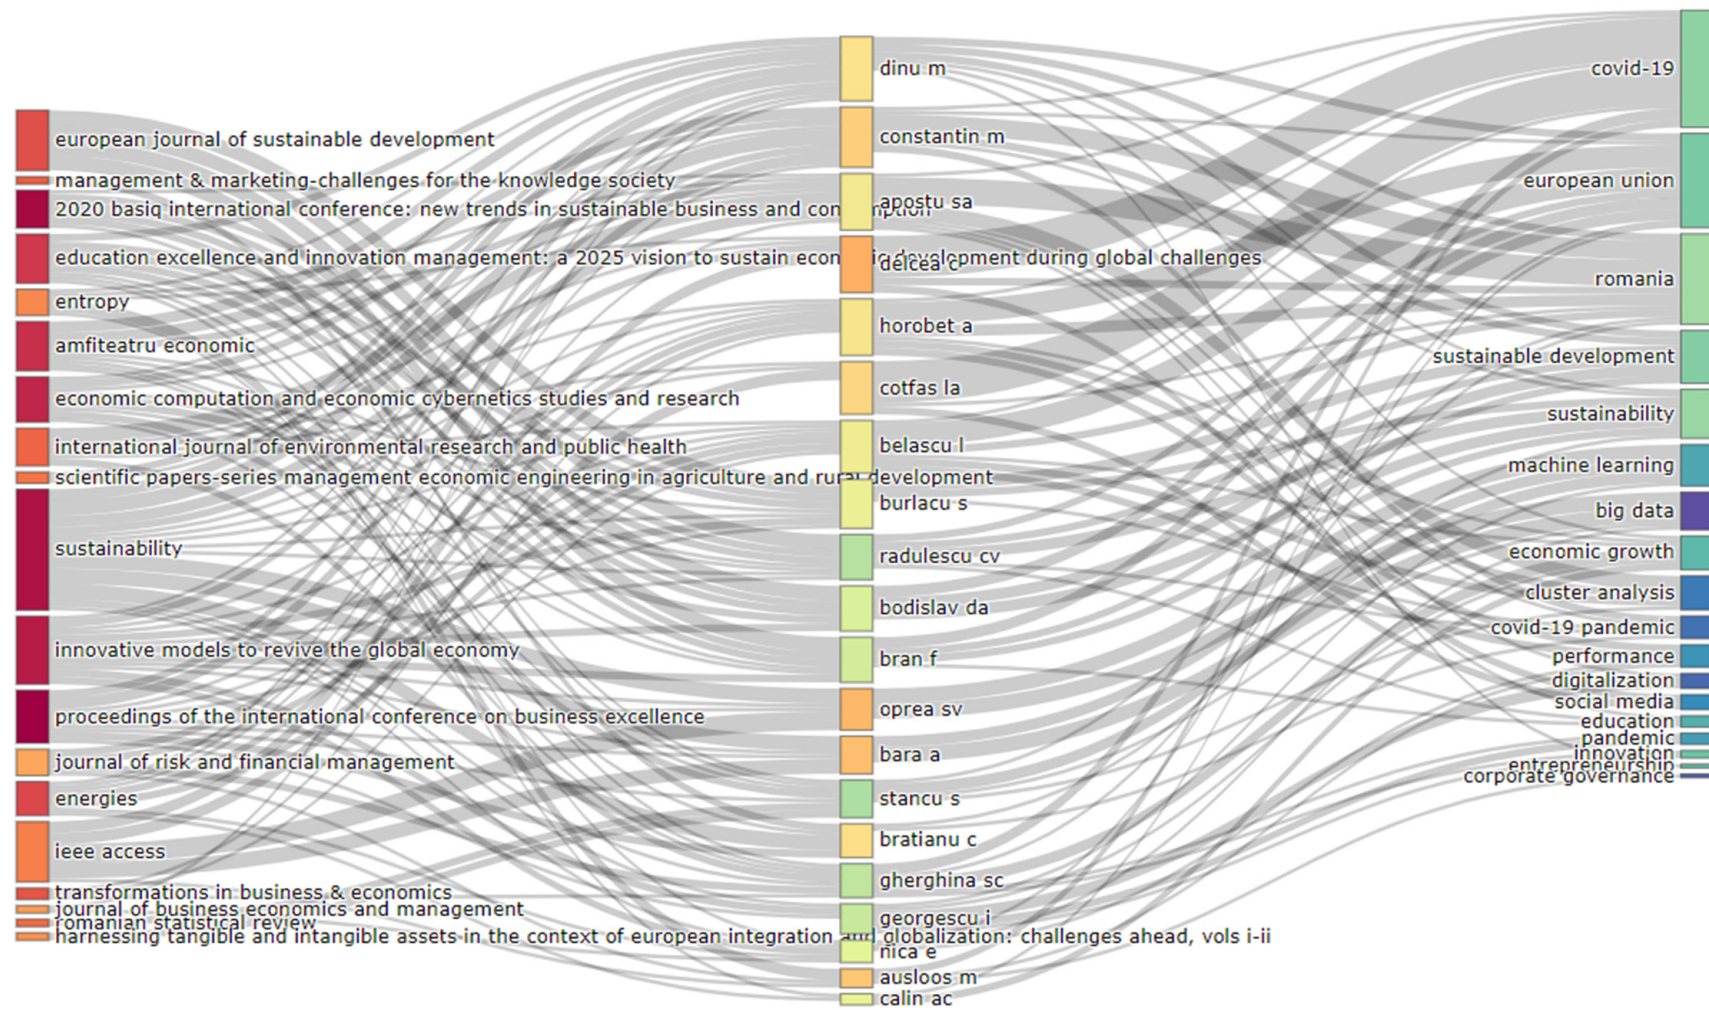 european journal of sustainable development
management & marketing-challenges for the knowledge society
2020 basiq international conference: new trends in sustainable business and consumption
education excellence and innovation management: a 2025 vision to sustain economic development during global challenges
entropy
amfiteatru economic
economic computation and economic cybernetics studies and research
international journal of environmental research and public health
scientific papers-series management economic engineering in agriculture and rural development
sustainability
innovative models to revive the global economy
proceedings of the international conference on business excellence
journal of risk and financial management
energies
ieee access
transformations in business & economics
journal of business economics and management
romanian statistical review
harnessing tangible and intangible assets in the context of european integration and globalization: challenges ahead, vols i-ii
dinu m
constantin m
apostu sa
delcea c
horobet a
cotfas la
belascu l
burlacu s
radulescu cv
bodislav da
bran f
oprea sv
bara a
stancu s
bratianu c
gherghina sc
georgescu i
nica e
ausloos m
calin ac
covid-19
european union
romania
sustainable development
sustainability
machine learning
big data
economic growth
cluster analysis
covid-19 pandemic
performance
digitalization
social media
education
pandemic
innovation
entrepreneurship
corporate governance